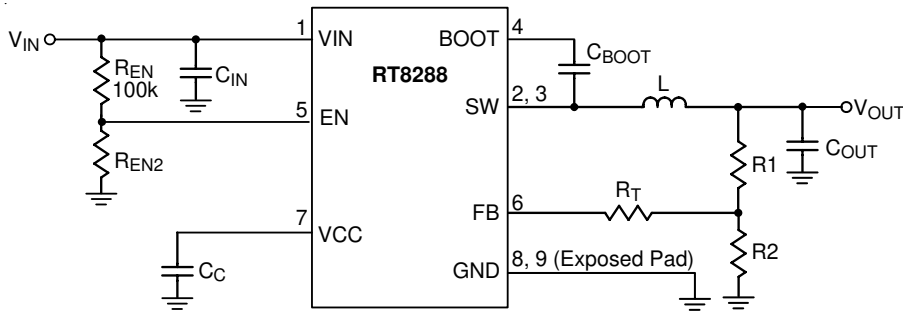 1
VIN
BOOT
4
VIN
REN
100k
CIN
RT8288
CBOOT
5
EN
SW
2, 3
L
VOUT
REN2
COUT
R1
RT
FB
6
7
VCC
R2
CC
GND
8, 9 (Exposed Pad)